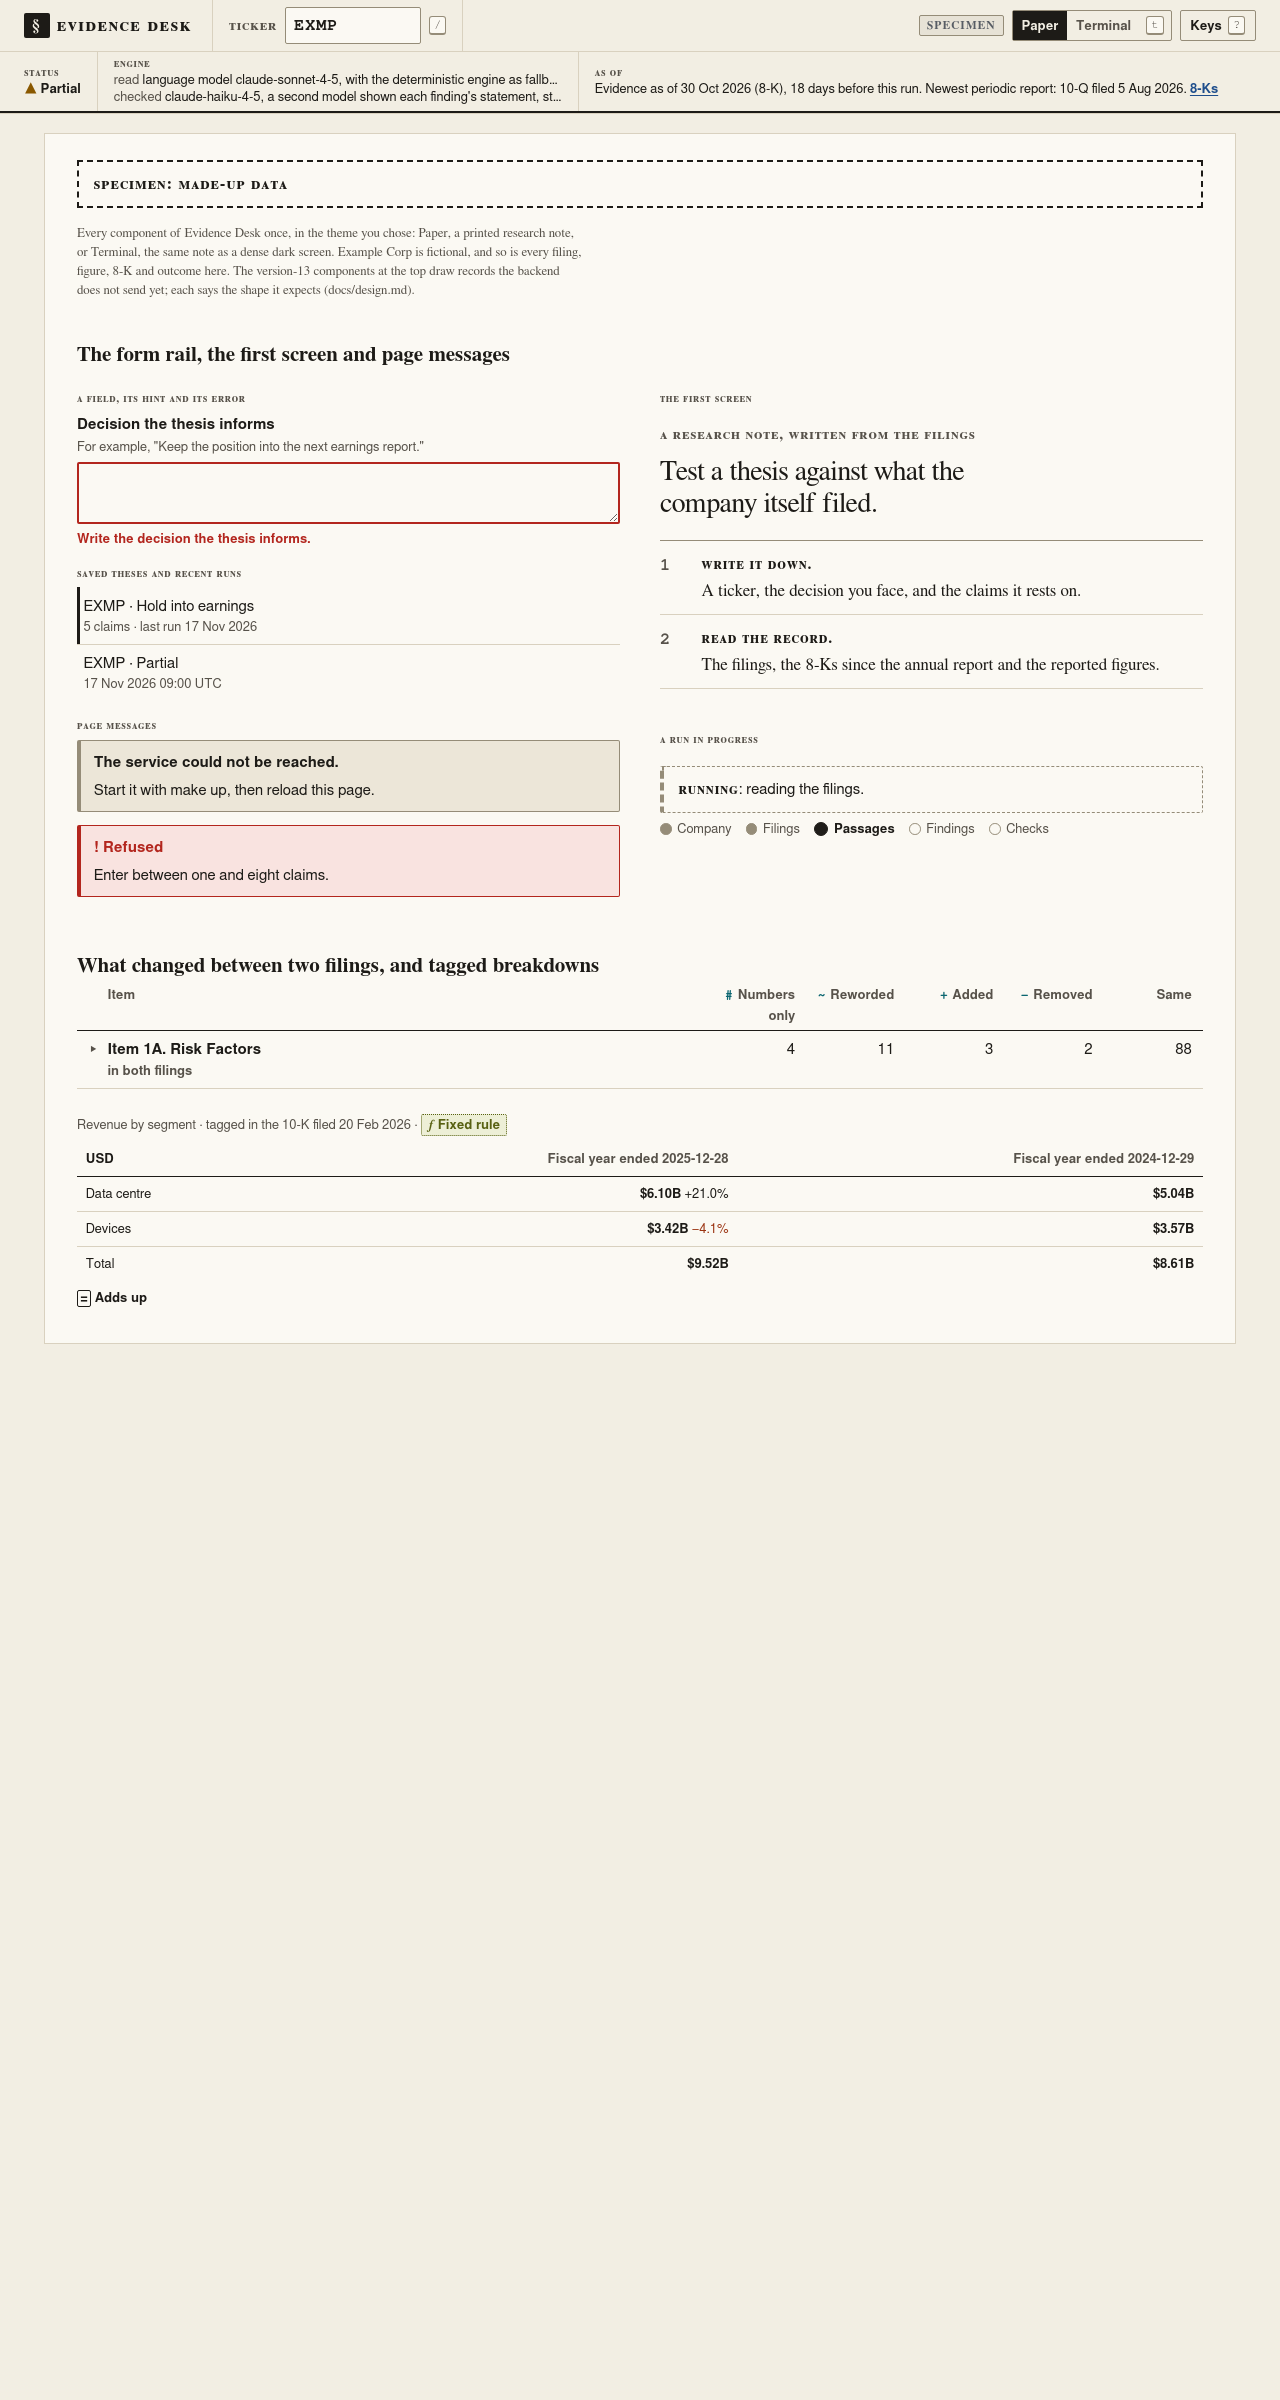 § EVIDENCE DESK
TICKER EXMP /
SPECIMEN Paper Terminal t Keys ?
STATUS
▲ Partial
ENGINE
read language model claude-sonnet-4-5, with the deterministic engine as fallb…
checked claude-haiku-4-5, a second model shown each finding's statement, st…
AS OF
Evidence as of 30 Oct 2026 (8-K), 18 days before this run. Newest periodic report: 10-Q filed 5 Aug 2026. 8-Ks
SPECIMEN: MADE-UP DATA
Every component of Evidence Desk once, in the theme you chose: Paper, a printed research note,
or Terminal, the same note as a dense dark screen. Example Corp is fictional, and so is every filing,
figure, 8-K and outcome here. The version-13 components at the top draw records the backend
does not send yet; each says the shape it expects (docs/design.md).
The form rail, the first screen and page messages
A FIELD, ITS HINT AND ITS ERROR
Decision the thesis informs
For example, "Keep the position into the next earnings report."
Write the decision the thesis informs.
SAVED THESES AND RECENT RUNS
EXMP · Hold into earnings
5 claims · last run 17 Nov 2026
EXMP · Partial
17 Nov 2026 09:00 UTC
PAGE MESSAGES
The service could not be reached.
Start it with make up, then reload this page.
! Refused
Enter between one and eight claims.
THE FIRST SCREEN
A RESEARCH NOTE, WRITTEN FROM THE FILINGS
Test a thesis against what the
company itself filed.
1 WRITE IT DOWN.
A ticker, the decision you face, and the claims it rests on.
2 READ THE RECORD.
The filings, the 8-Ks since the annual report and the reported figures.
A RUN IN PROGRESS
RUNNING: reading the filings.
Company Filings Passages Findings Checks
What changed between two filings, and tagged breakdowns
Item # Numbers only ~ Reworded + Added − Removed Same
▸ Item 1A. Risk Factors 4 11 3 2 88
in both filings
Revenue by segment · tagged in the 10-K filed 20 Feb 2026 · ƒ Fixed rule
USD Fiscal year ended 2025-12-28 Fiscal year ended 2024-12-29
Data centre $6.10B +21.0% $5.04B
Devices $3.42B −4.1% $3.57B
Total $9.52B $8.61B
= Adds up